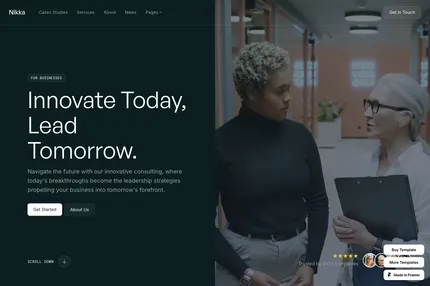 Nikka
Cases Studies
Services
About
News
Pages
Get in Touch
FOR BUSINESSES
Innovate Today,
Lead
Tomorrow.
Navigate the future with our innovative consulting, where
today's breakthroughs become the leadership strategies
propelling your business into tomorrow's forefront.
Get Started
About Us
SCROLL DOWN
Trusted by
Buy Template
More Templates
Made in Framer